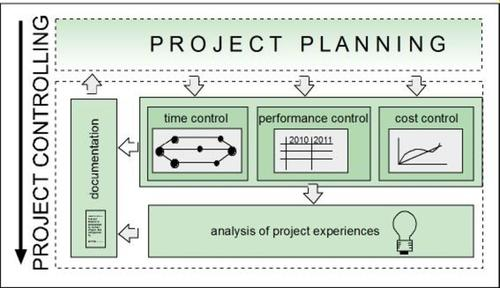 PROJECT PLANNING
PROJECT CONTROLLING
time control
performance control
cost control
2010 2011
documentation
analysis of project experiences